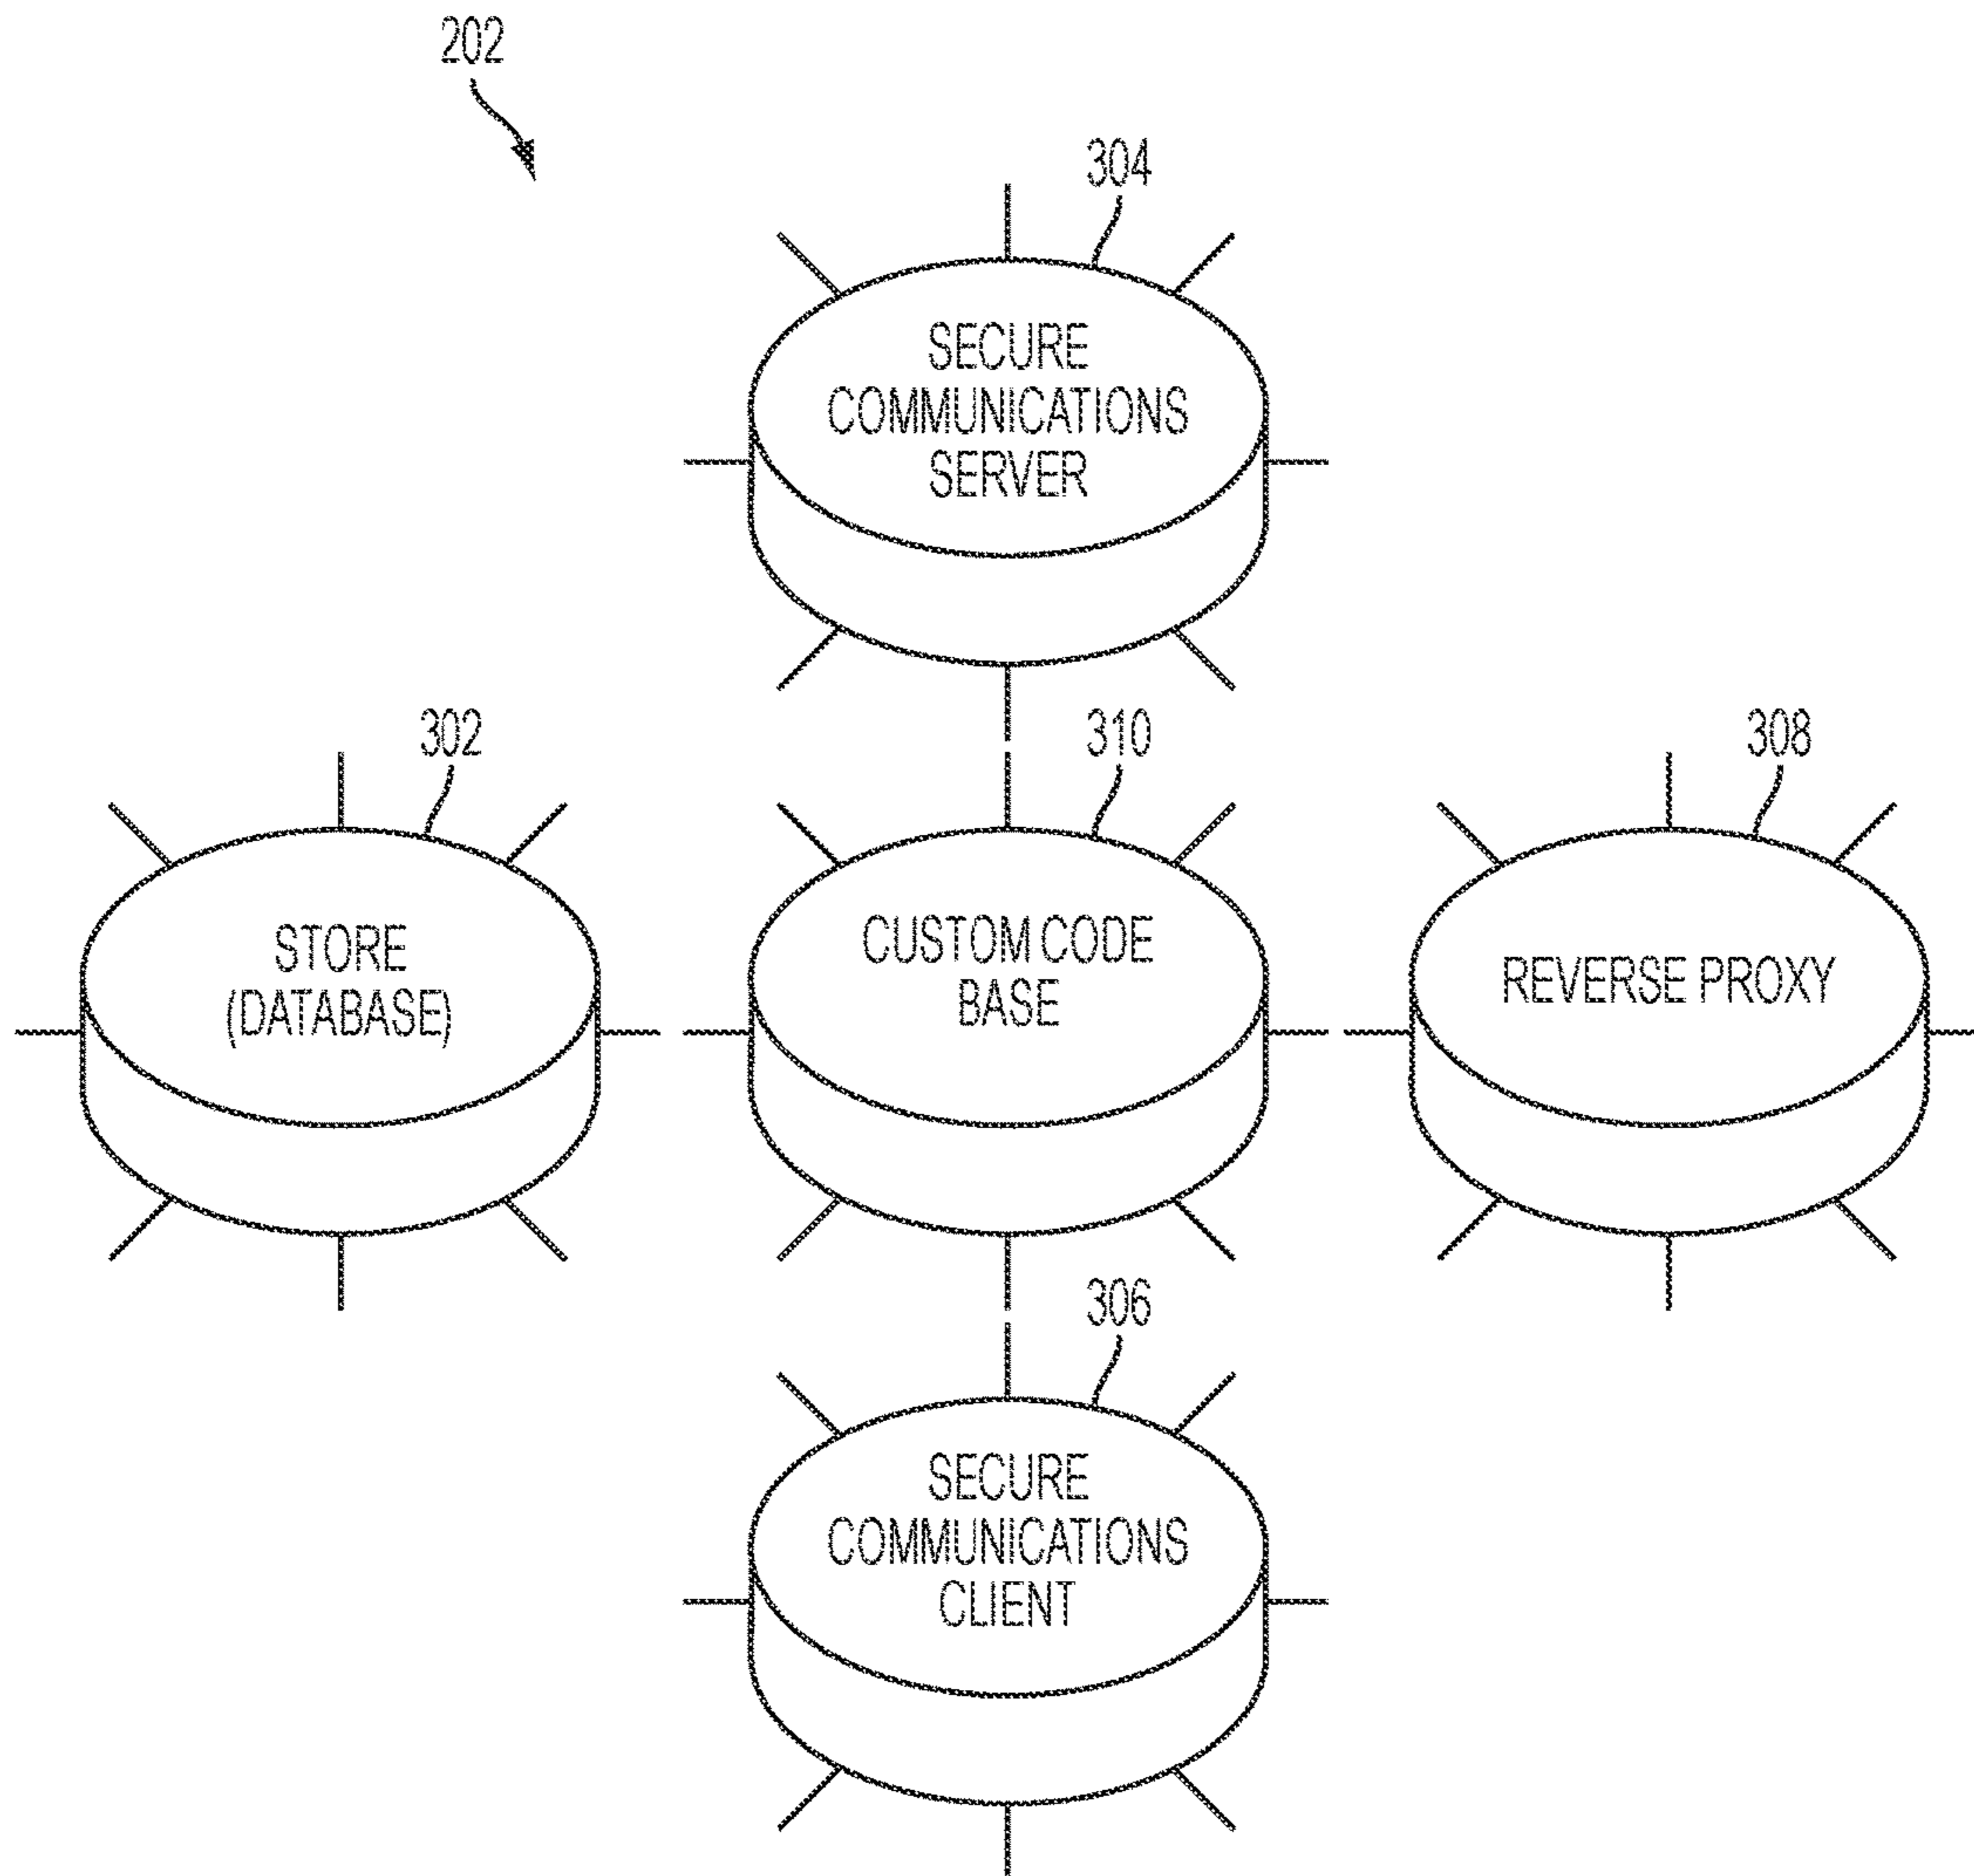 202
304
SECURE
COMMUNICATIONS
SERVER
302
STORE
(DATABASE)
310
CUSTOM CODE
BASE
308
REVERSE PROXY
306
SECURE
COMMUNICATIONS
CLIENT